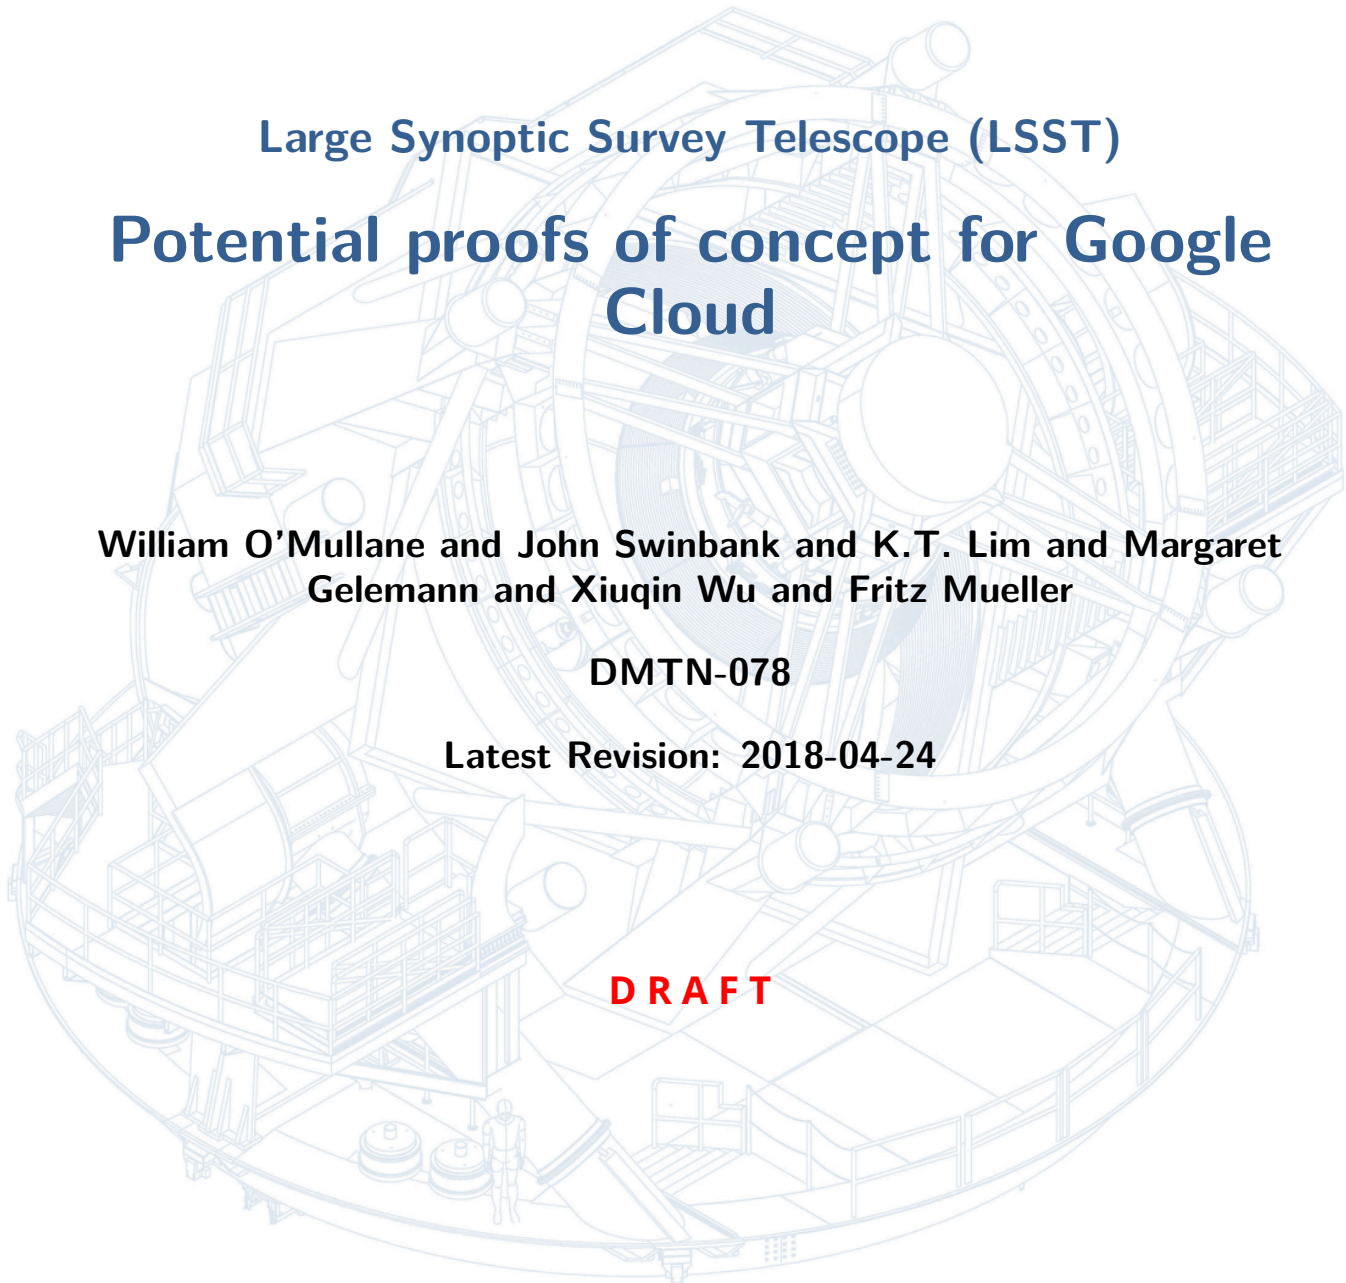 Large Synoptic Survey Telescope (LSST)
Potential proofs of concept for Google
Cloud
William O'Mullane and John Swinbank and K.T. Lim and Margaret
Gelemann and Xiuqin Wu and Fritz Mueller
DMTN-078
Latest Revision: 2018-04-24
DRAFT